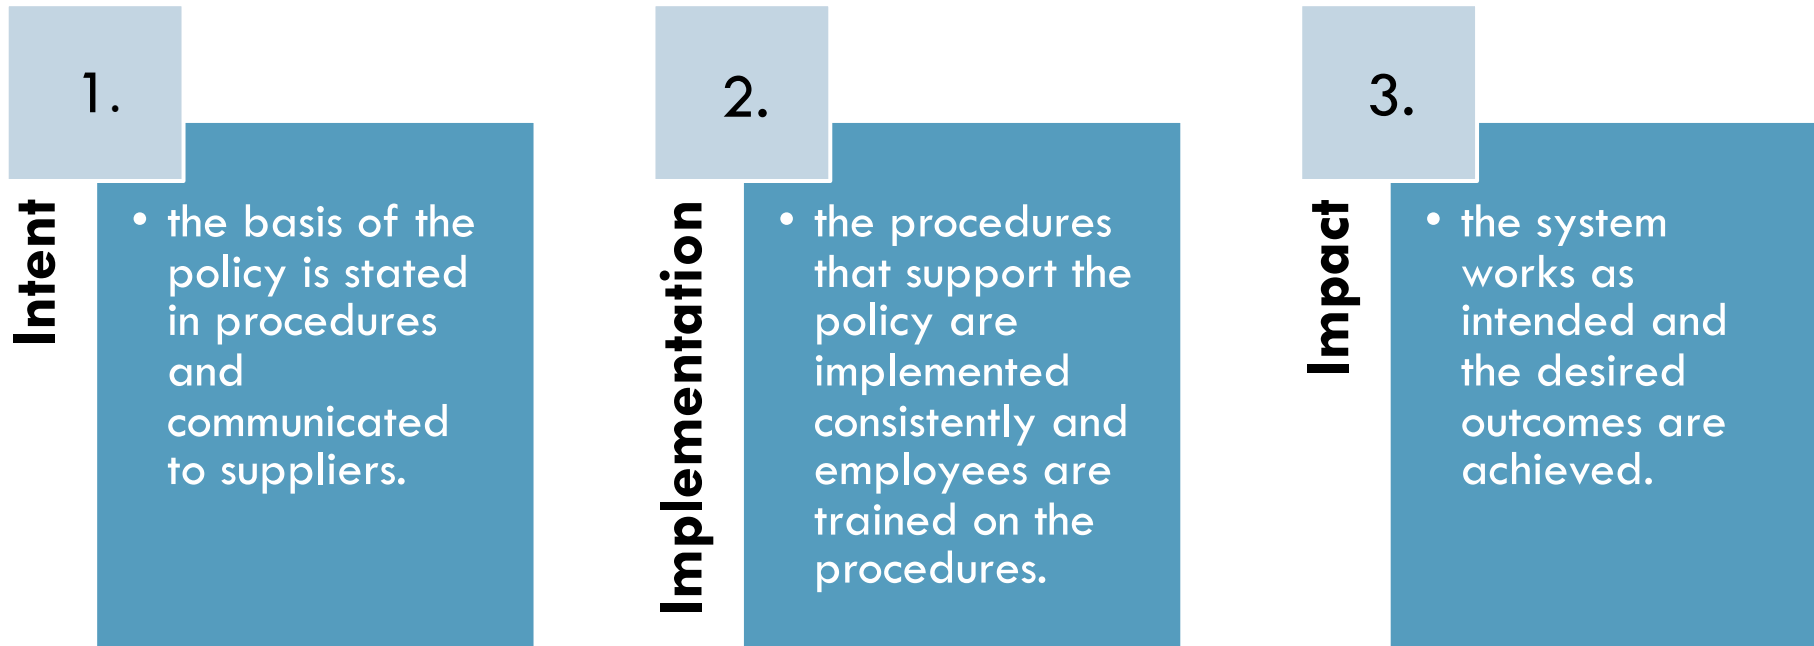 1.
Intent
• the basis of the
policy is stated
in procedures
and
communicated
to suppliers.
2.
Implementation
• the procedures
that support the
policy are
implemented
consistently and
employees are
trained on the
procedures.
3.
Impact
• the system
works as
intended and
the desired
outcomes are
achieved.